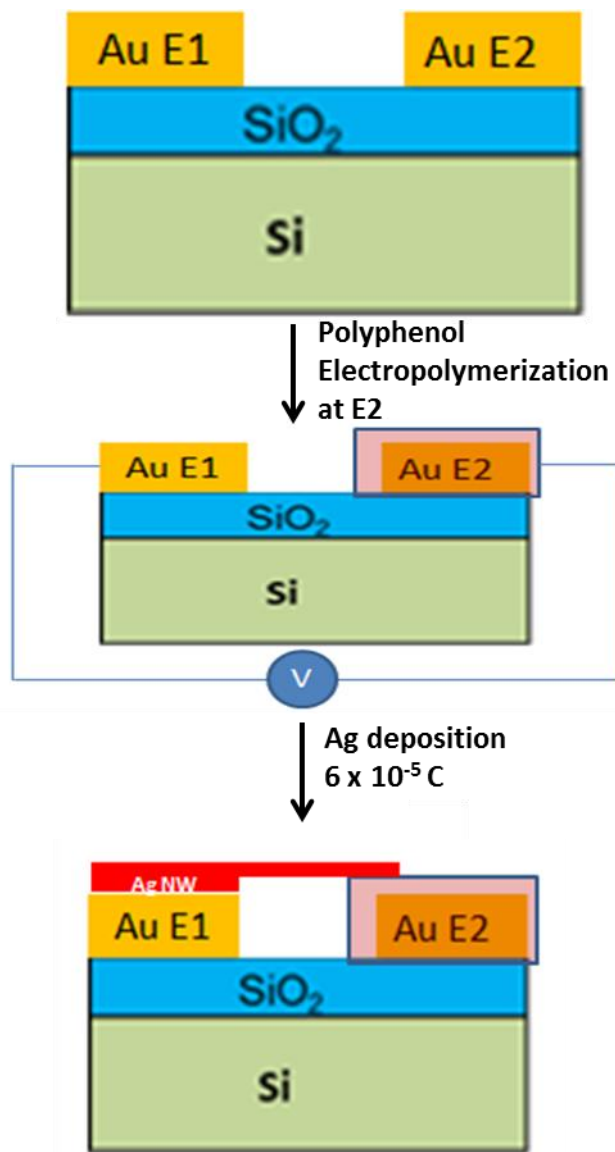 Au E1
Au E2
SiO₂
Si
Polyphenol
Electropolymerization
at E2
Au E1
Au E2
SiO₂
Si
V
Ag deposition
6 x 10⁻⁵ C
Ag NW
Au E1
Au E2
SiO₂
Si